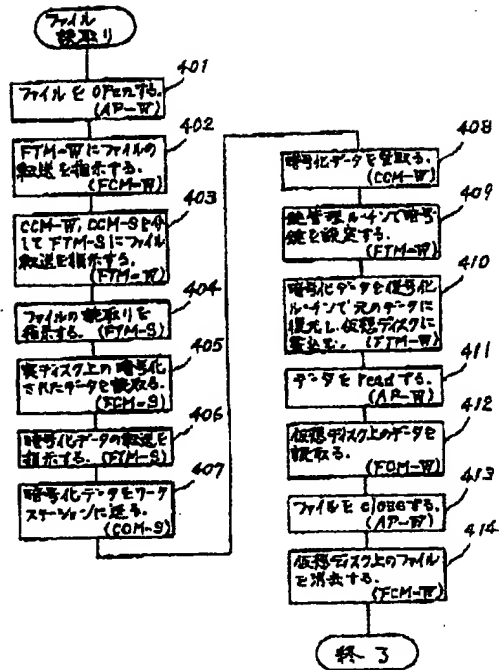 ファイル
読取り
401
ファイルをOPenする。
(AP-W)
402
FTM-Wにファイルの
転送を指示する。
(FCM-W)
403
CCM-W, CCM-Sを介
して FTM-Sにファイル
転送を指示する。
(FTM-W)
404
ファイルの読取りを
指示する。(FTM-S)
405
実ディスク上の暗号化
されたデータを読取る。
(FCM-S)
406
暗号化データの転送を
指示する。(FTM-S)
407
暗号化データをワーク
ステーションに送る。
(CCM-S)
408
暗号化データを受取る。
(CCM-W)
409
鍵管理ルーチンで暗号
鍵を設定する。
(FTM-W)
410
暗号化データを復号化
ルーチンで元のデータに
復元し、仮想ディスクに
書込む。(FTM-W)
411
データをreadする。
(AP-W)
412
仮想ディスク上のデータを
読取る。
(FCM-W)
413
ファイルをcloseする。
(AP-W)
414
仮想ディスク上のファイル
を消去する。
(FCM-W)
終了